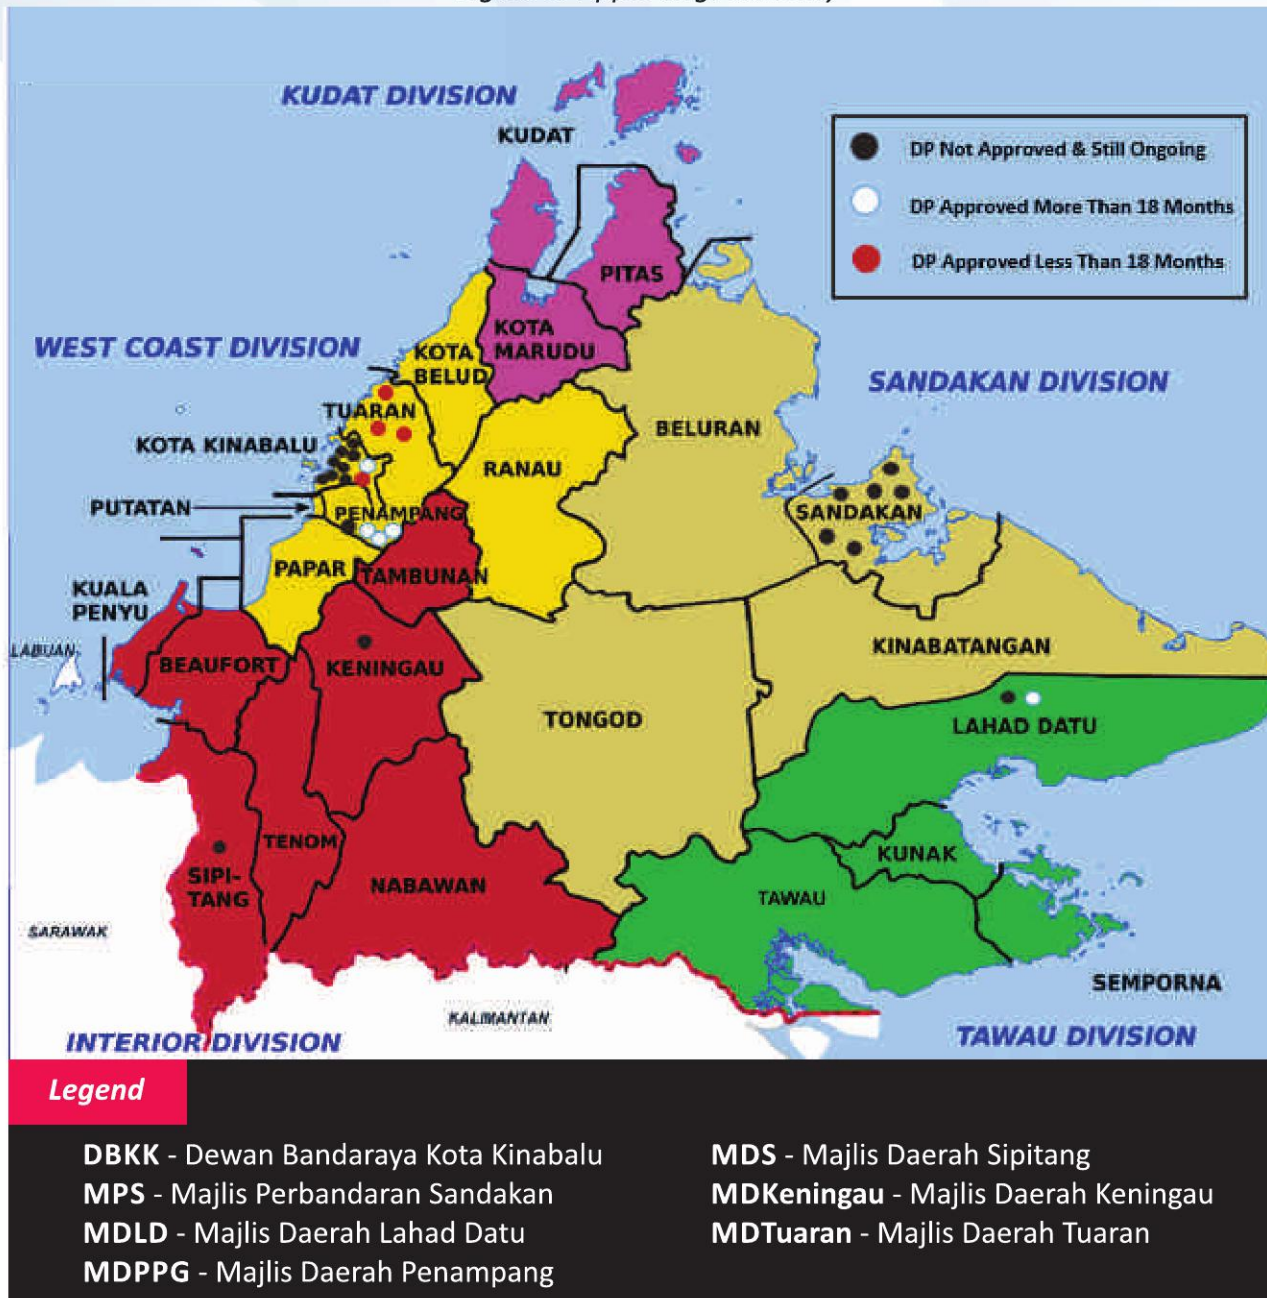 KUDAT DIVISION
KUDAT
DP Not Approved & Still Ongoing
DP Approved More Than 18 Months
DP Approved Less Than 18 Months
PITAS
KOTA
MARUDU
WEST COAST DIVISION
KOTA
BELUD
SANDAKAN DIVISION
TUARAN
BELURAN
KOTA KINABALU
RANAU
PUTATAN
PENAMPANG
SANDAKAN
PAPAR
TAMBUNAN
KUALA
PENYU
LABUAN
BEAUFORT
KENINGAU
KINABATANGAN
TONGOD
LAHAD DATU
TENOM
KUNAK
SIPI-
TANG
NABAWAN
TAWAU
SARAWAK
SEMPORNA
KALIMANTAN
INTERIOR DIVISION
TAWAU DIVISION
Legend
DBKK - Dewan Bandaraya Kota Kinabalu
MPS - Majlis Perbandaran Sandakan
MDLD - Majlis Daerah Lahad Datu
MDPPG - Majlis Daerah Penampang
MDS - Majlis Daerah Sipitang
MDKeningau - Majlis Daerah Keningau
MDTuaran - Majlis Daerah Tuaran